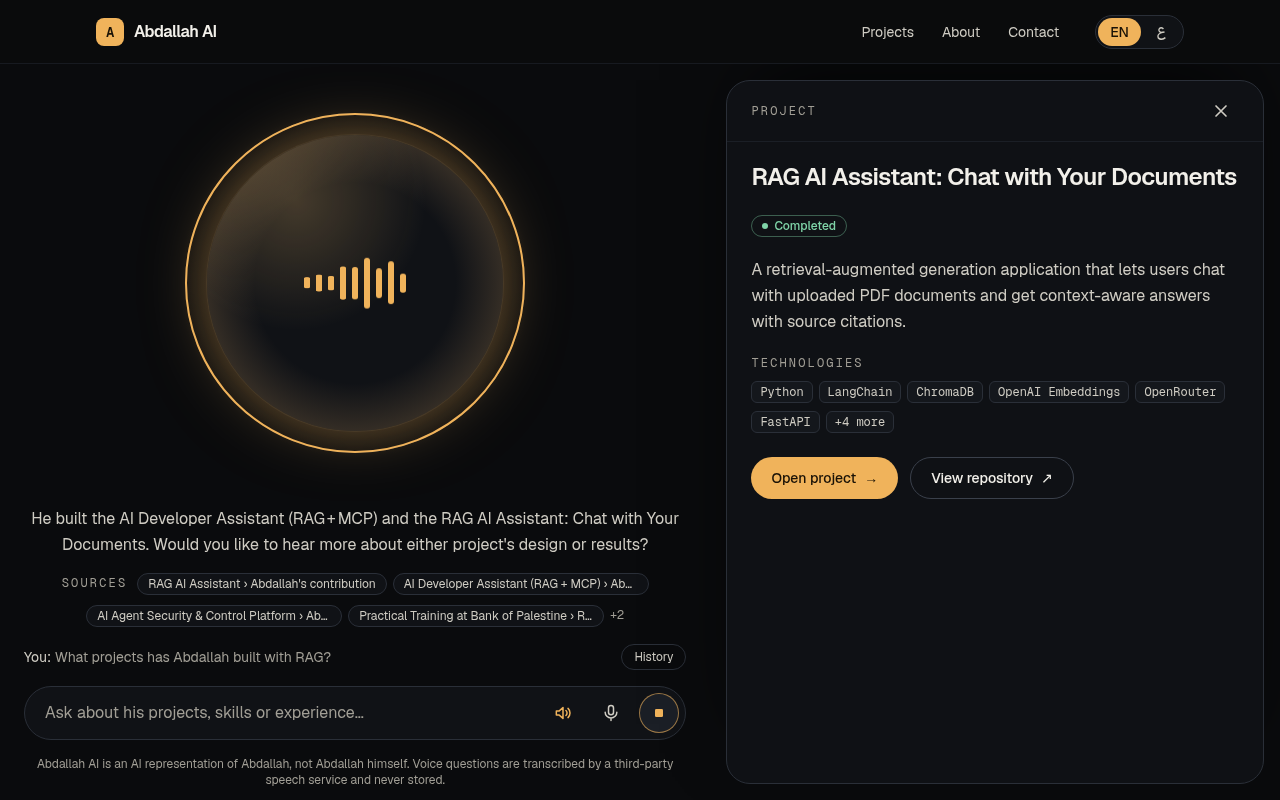 A Abdallah AI
Projects About Contact EN ع
He built the AI Developer Assistant (RAG+MCP) and the RAG AI Assistant: Chat with Your
Documents. Would you like to hear more about either project's design or results?
SOURCES RAG AI Assistant › Abdallah's contribution AI Developer Assistant (RAG + MCP) › Ab…
AI Agent Security & Control Platform › Ab… Practical Training at Bank of Palestine › R… +2
You: What projects has Abdallah built with RAG? History
Ask about his projects, skills or experience…
Abdallah AI is an AI representation of Abdallah, not Abdallah himself. Voice questions are transcribed by a third-party
speech service and never stored.
PROJECT
RAG AI Assistant: Chat with Your Documents
Completed
A retrieval-augmented generation application that lets users chat
with uploaded PDF documents and get context-aware answers
with source citations.
TECHNOLOGIES
Python LangChain ChromaDB OpenAI Embeddings OpenRouter
FastAPI +4 more
Open project → View repository ↗